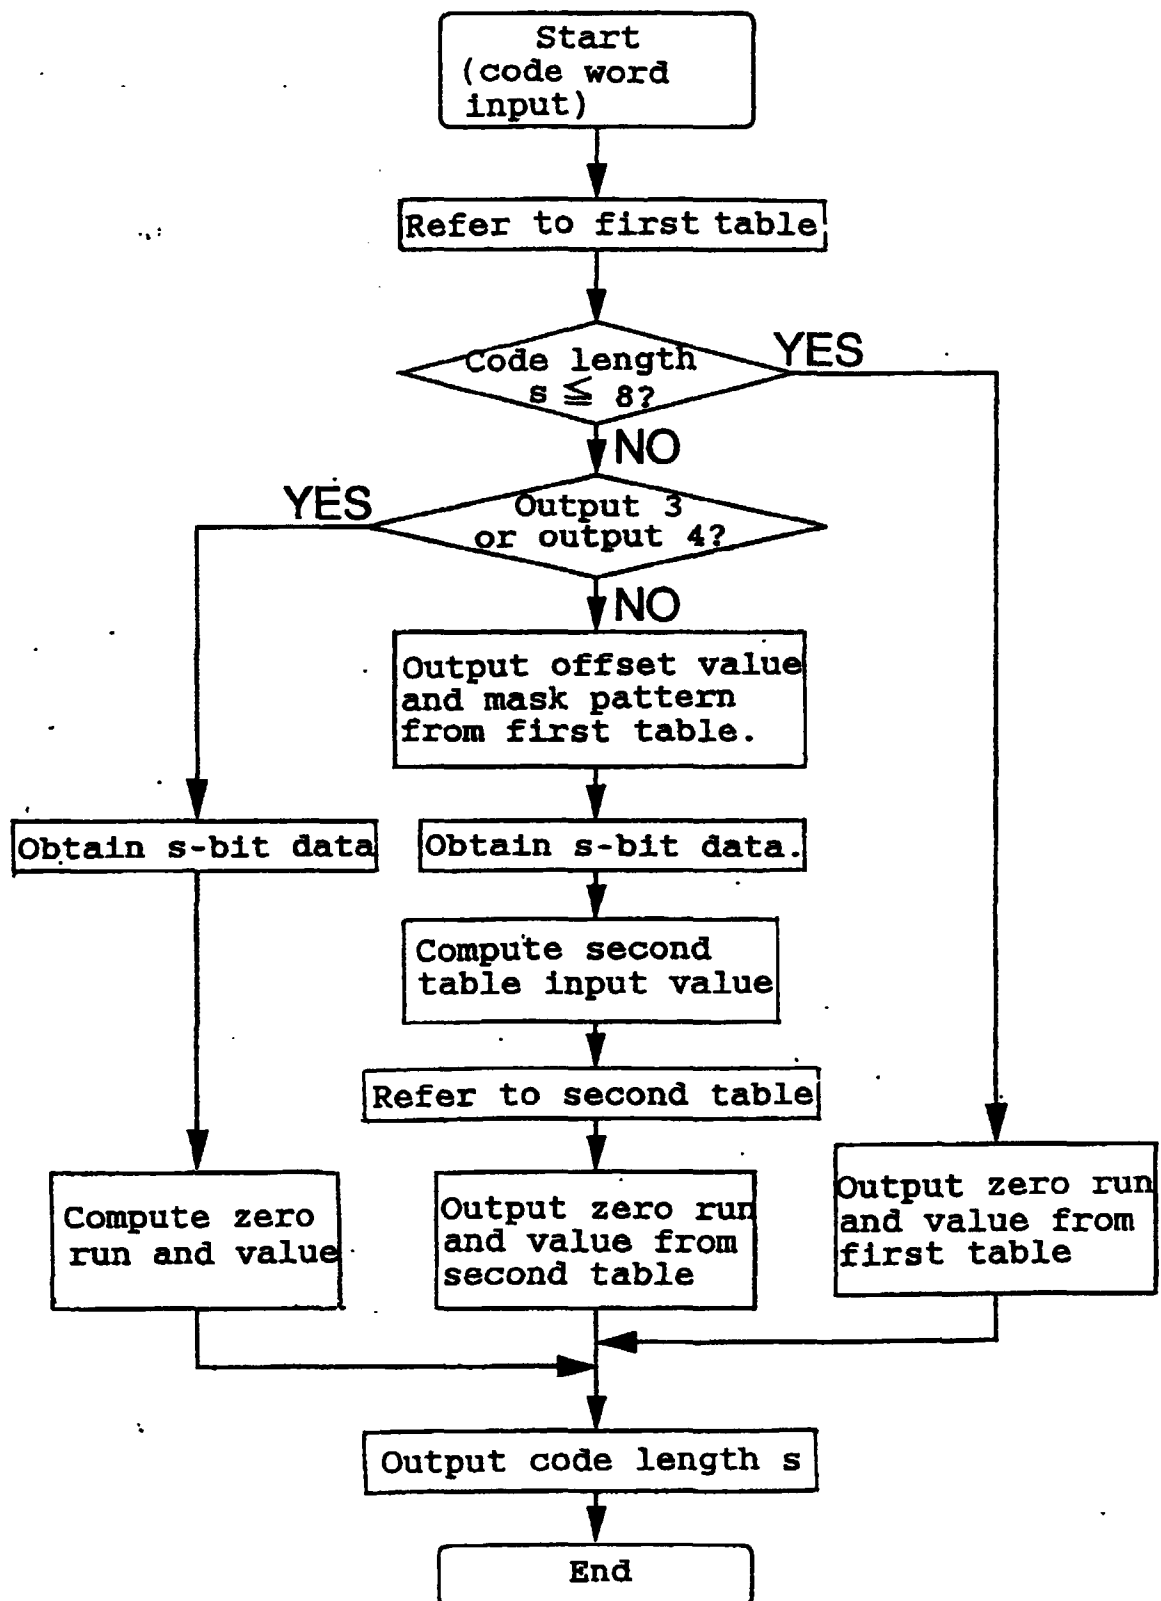 Start
(code word
input)
Refer to first table
Code length
s ≦ 8?
YES
NO
Output 3
or output 4?
YES
NO
Output offset value
and mask pattern
from first table.
Obtain s-bit data
Obtain s-bit data.
Compute second
table input value
Refer to second table
Compute zero
run and value
Output zero run
and value from
second table
Output zero run
and value from
first table
Output code length s
End